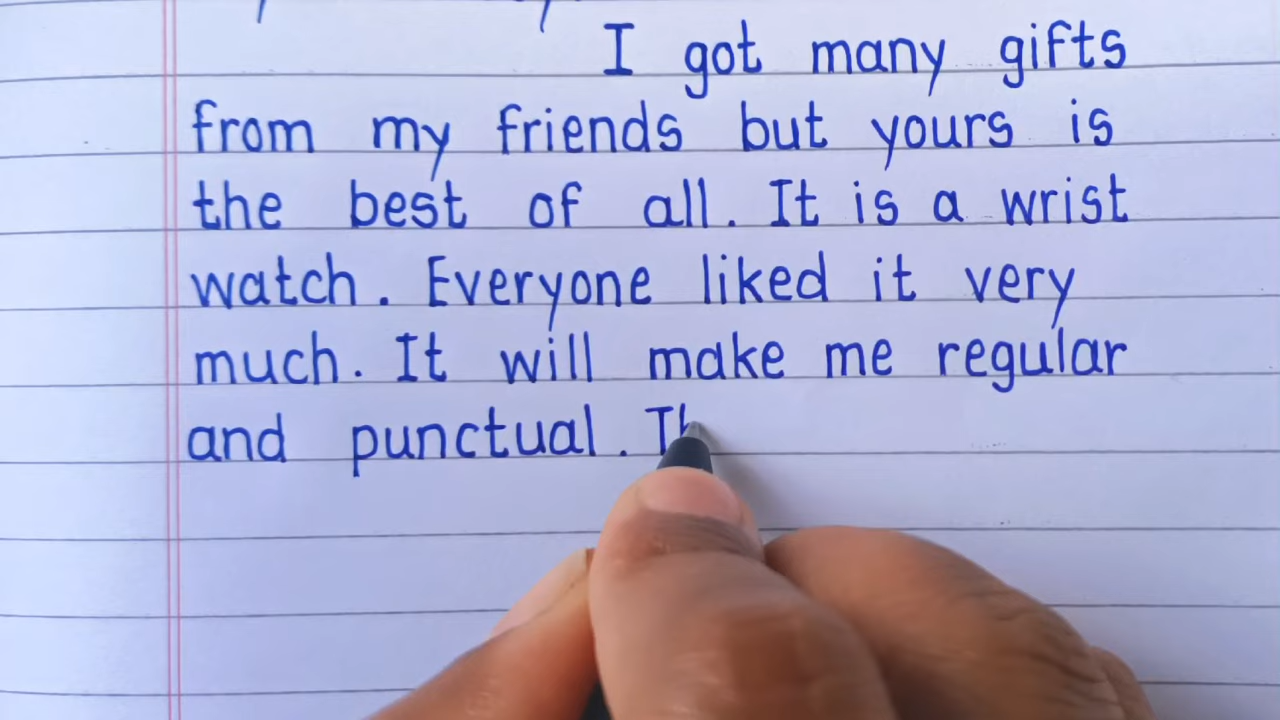 I got many gifts
from my friends but yours is
the best of all. It is a wrist
watch. Everyone liked it very
much. It will make me regular
and punctual.